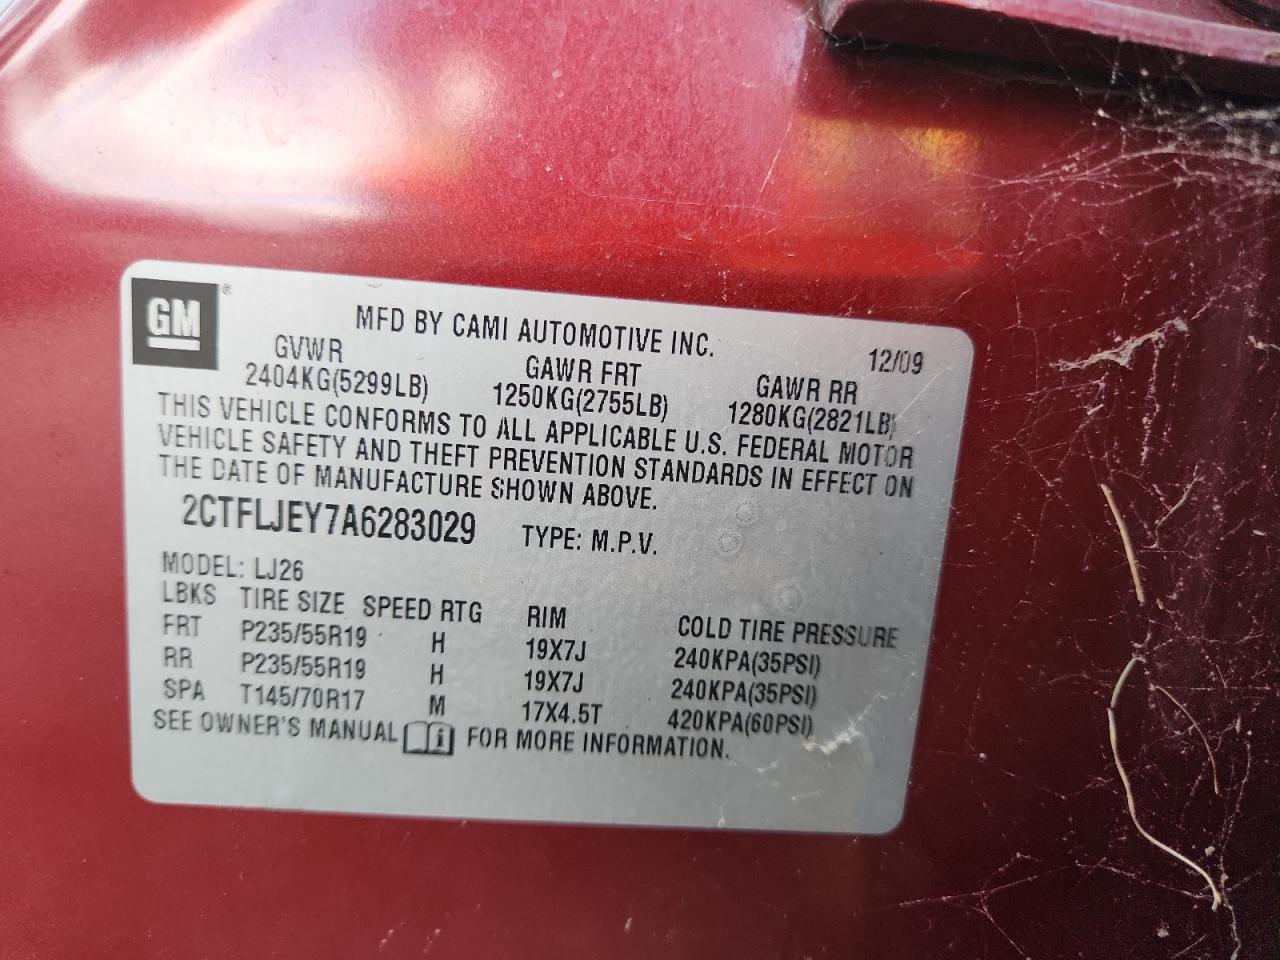 GM ®
MFD BY CAMI AUTOMOTIVE INC. 12/09
GVWR GAWR FRT GAWR RR
2404KG(5299LB) 1250KG(2755LB) 1280KG(2821LB)
THIS VEHICLE CONFORMS TO ALL APPLICABLE U.S. FEDERAL MOTOR
VEHICLE SAFETY AND THEFT PREVENTION STANDARDS IN EFFECT ON
THE DATE OF MANUFACTURE SHOWN ABOVE.
2CTFLJEY7A6283029 TYPE: M.P.V.
MODEL: LJ26
LBKS TIRE SIZE SPEED RTG RIM COLD TIRE PRESSURE
FRT P235/55R19 H 19X7J 240KPA(35PSI)
RR P235/55R19 H 19X7J 240KPA(35PSI)
SPA T145/70R17 M 17X4.5T 420KPA(60PSI)
SEE OWNER'S MANUAL i FOR MORE INFORMATION.